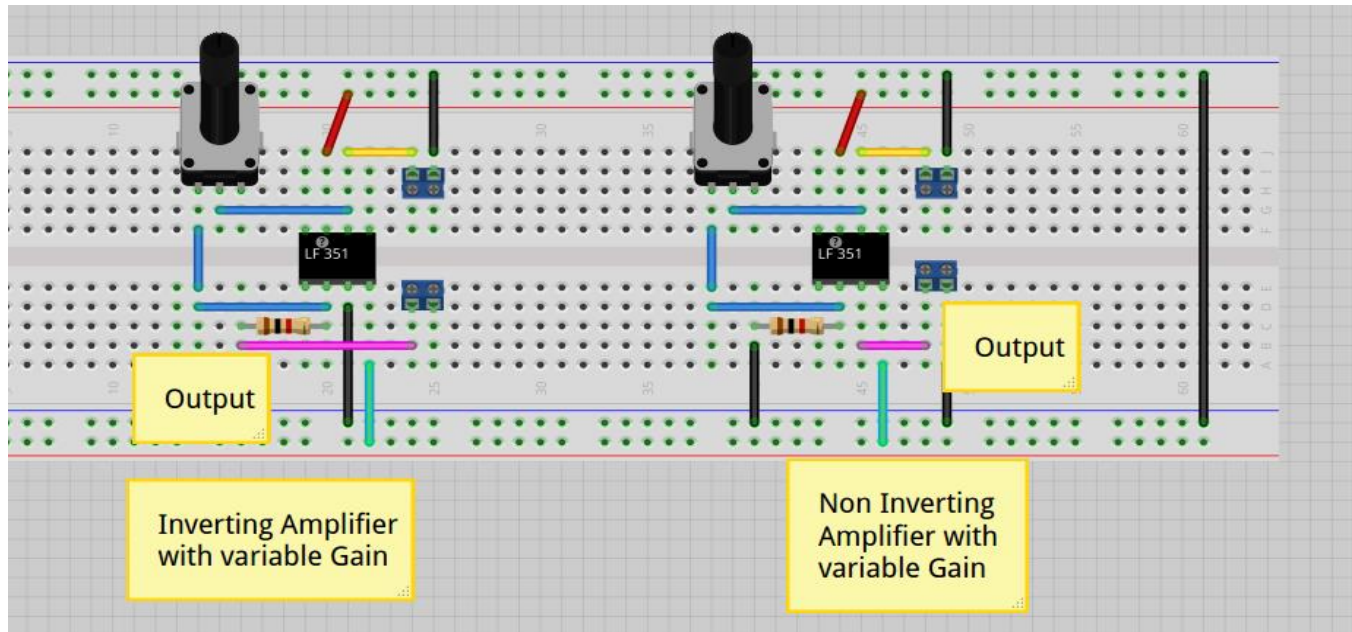 10
20
30
35
45
50
55
60
J
I
H
G
F
? LF 351
? LF 351
E
D
C
B
A
Output
Output
10
20
25
30
35
45
60
Inverting Amplifier
with variable Gain
Non Inverting
Amplifier with
variable Gain